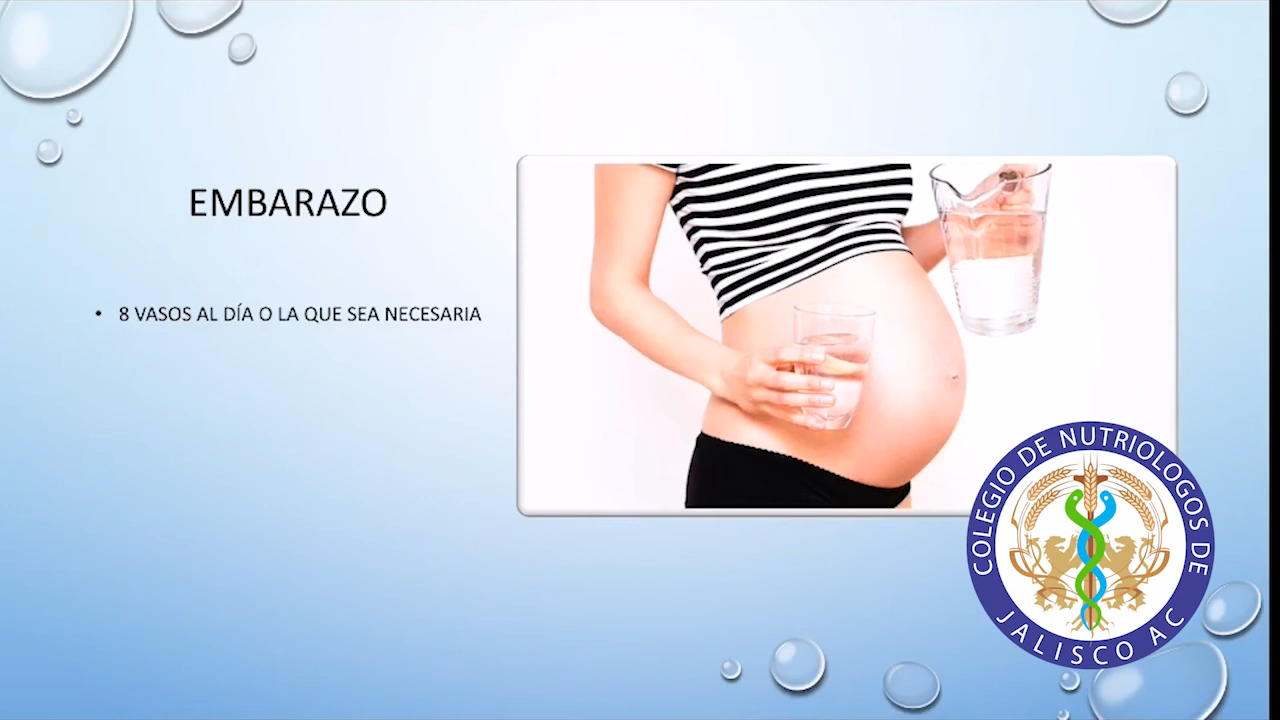 EMBARAZO
• 8 VASOS AL DÍA O LA QUE SEA NECESARIA
COLEGIO DE NUTRIOLOGOS DE
JALISCO AC